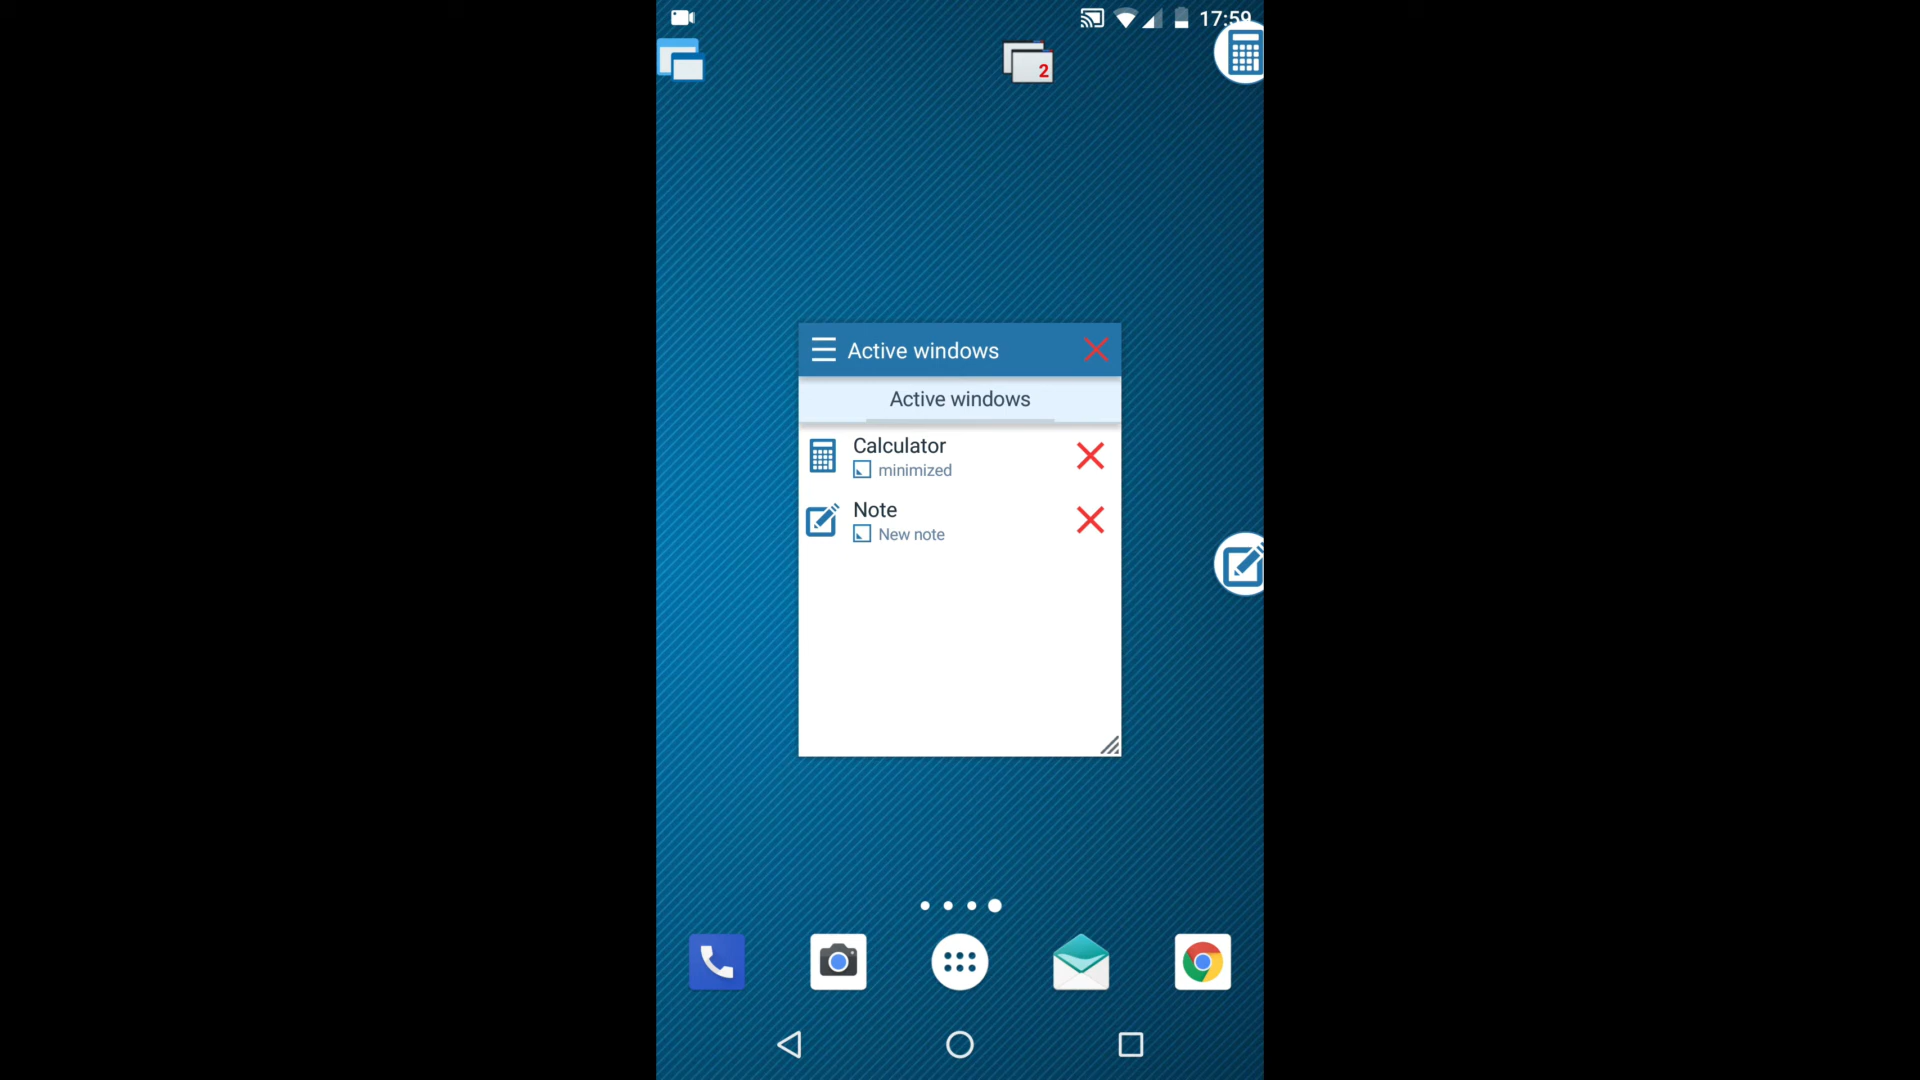 17:59
2
Active windows
Active windows
Calculator
minimized
Note
New note